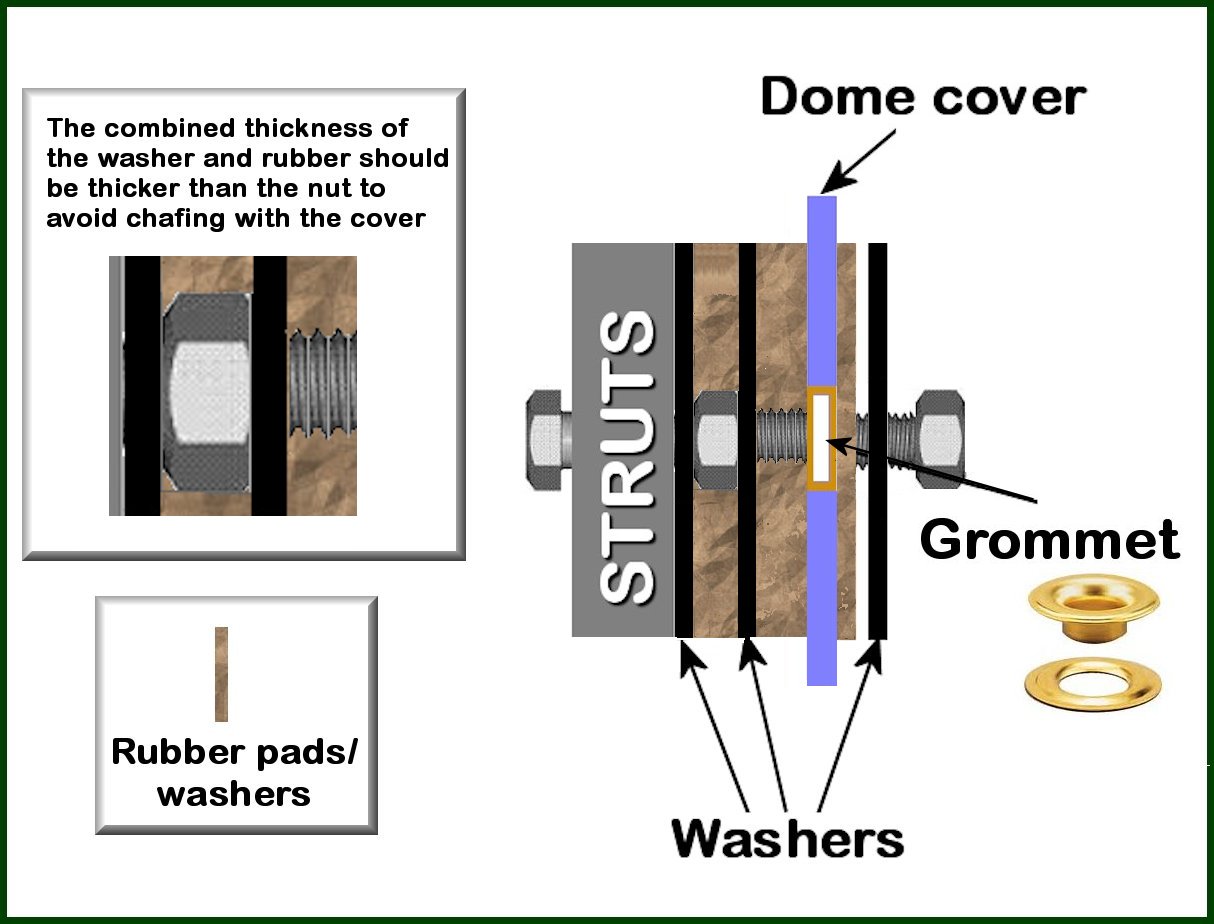 Dome cover
The combined thickness of
the washer and rubber should
be thicker than the nut to
avoid chafing with the cover
STRUTS
Grommet
Rubber pads/
washers
Washers